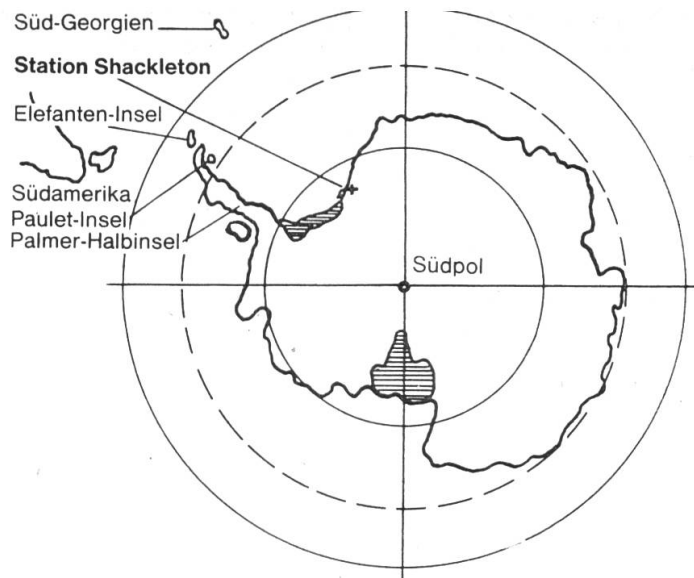 Süd-Georgien
Station Shackleton
Elefanten-Insel
Südamerika
Paulet-Insel
Palmer-Halbinsel
Südpol